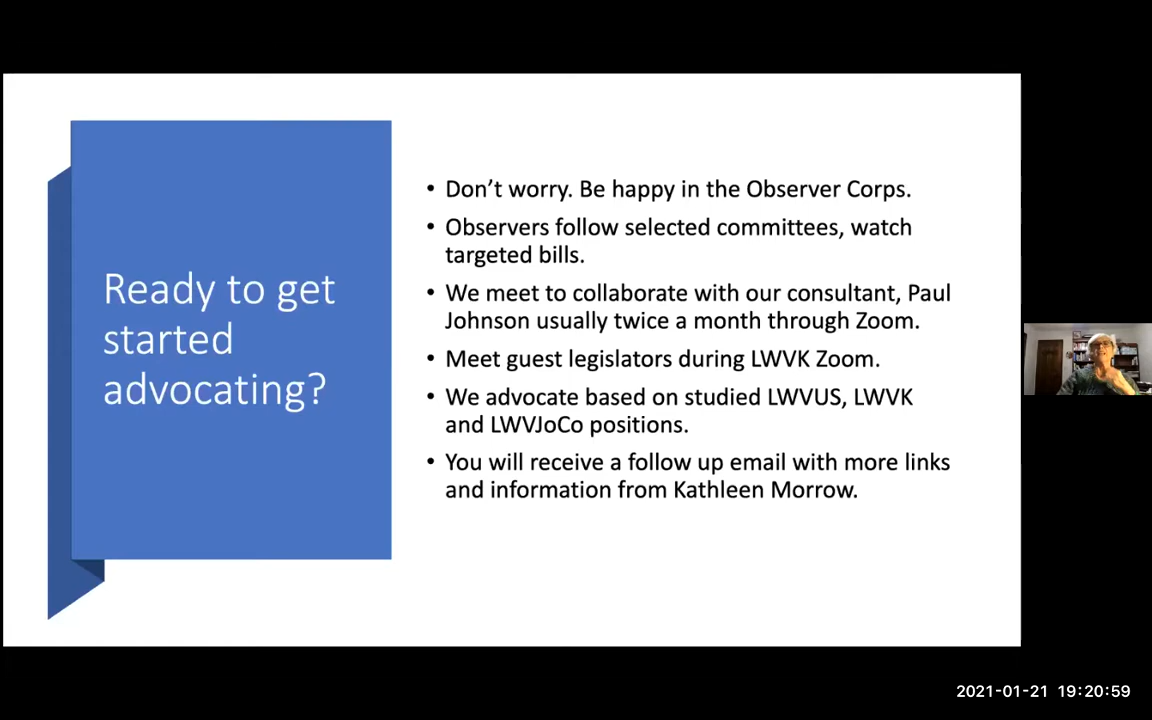 Ready to get
started
advocating?
• Don’t worry. Be happy in the Observer Corps.
• Observers follow selected committees, watch
targeted bills.
• We meet to collaborate with our consultant, Paul
Johnson usually twice a month through Zoom.
• Meet guest legislators during LWVK Zoom.
• We advocate based on studied LWVUS, LWVK
and LWVJoCo positions.
• You will receive a follow up email with more links
and information from Kathleen Morrow.
2021-01-21 19:20:59